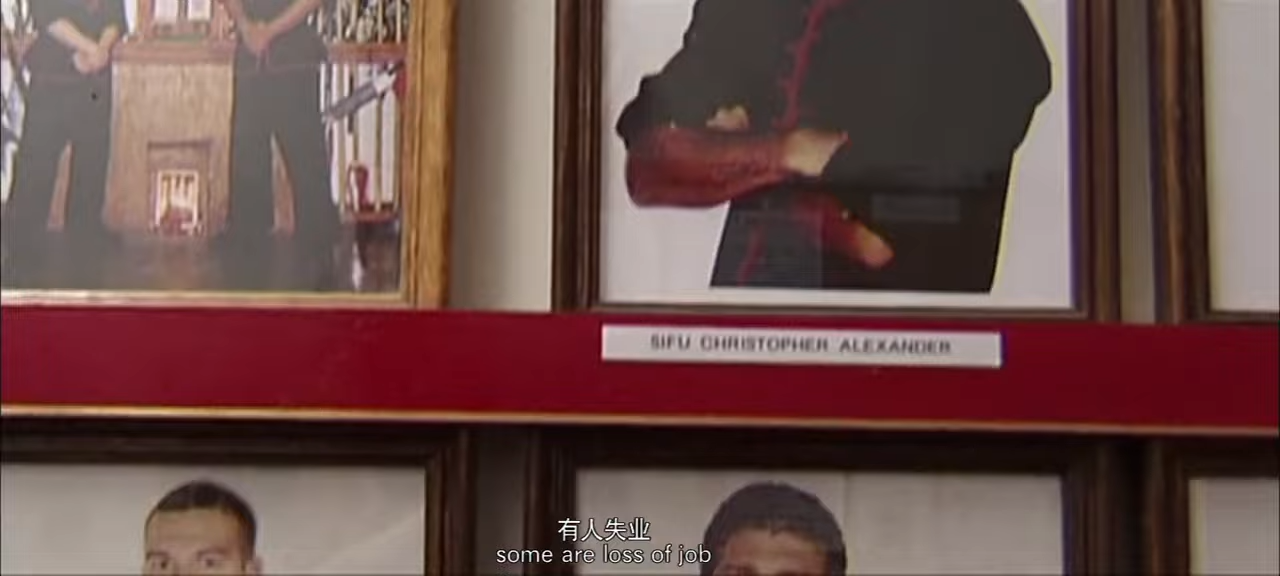 SIFU CHRISTOPHER ALEXANDER
有人失业
some are loss of job